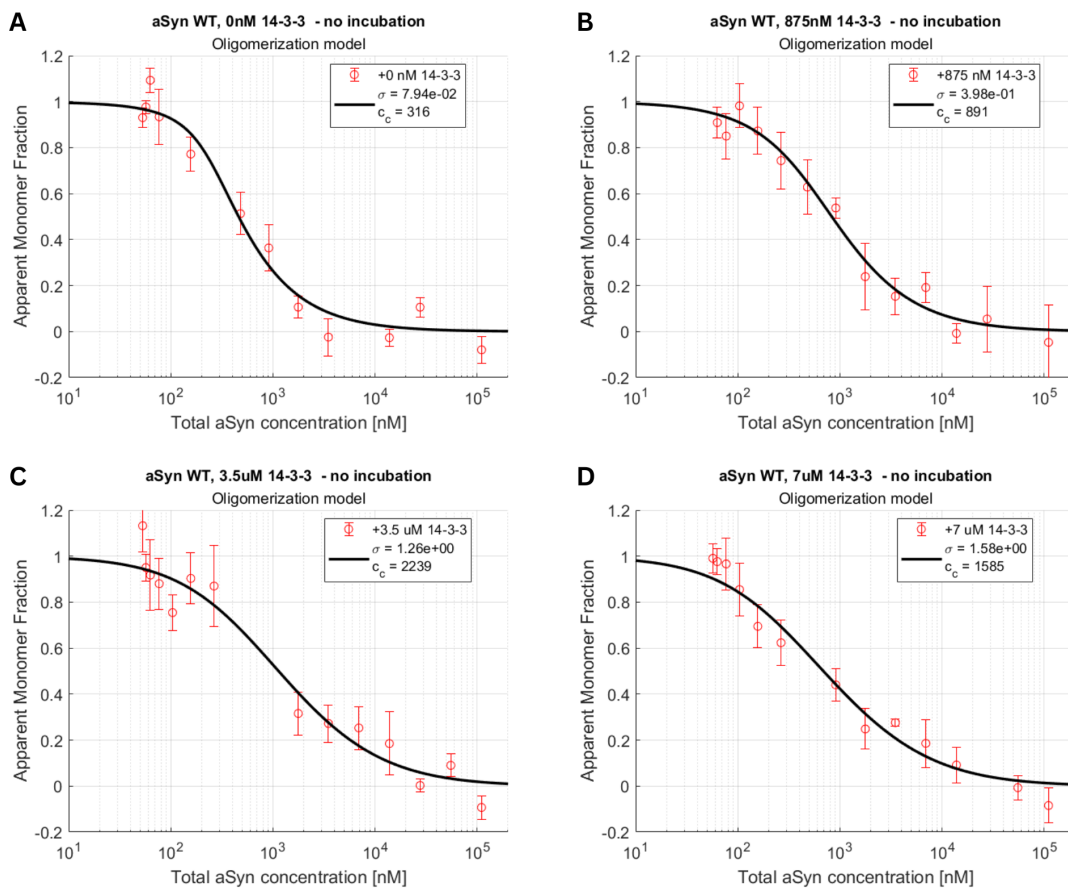 A
aSyn WT, 0nM 14-3-3 - no incubation
Oligomerization model
+0 nM 14-3-3
σ = 7.94e-02
c_c = 316
1.2
1
0.8
0.6
0.4
0.2
0
-0.2
Apparent Monomer Fraction
10^1
10^2
10^3
10^4
10^5
Total aSyn concentration [nM]
B
aSyn WT, 875nM 14-3-3 - no incubation
Oligomerization model
+875 nM 14-3-3
σ = 3.98e-01
c_c = 891
1.2
1
0.8
0.6
0.4
0.2
0
-0.2
Apparent Monomer Fraction
10^1
10^2
10^3
10^4
10^5
Total aSyn concentration [nM]
C
aSyn WT, 3.5uM 14-3-3 - no incubation
Oligomerization model
+3.5 uM 14-3-3
σ = 1.26e+00
c_c = 2239
1.2
1
0.8
0.6
0.4
0.2
0
-0.2
Apparent Monomer Fraction
10^1
10^2
10^3
10^4
10^5
Total aSyn concentration [nM]
D
aSyn WT, 7uM 14-3-3 - no incubation
Oligomerization model
+7 uM 14-3-3
σ = 1.58e+00
c_c = 1585
1.2
1
0.8
0.6
0.4
0.2
0
-0.2
Apparent Monomer Fraction
10^1
10^2
10^3
10^4
10^5
Total aSyn concentration [nM]